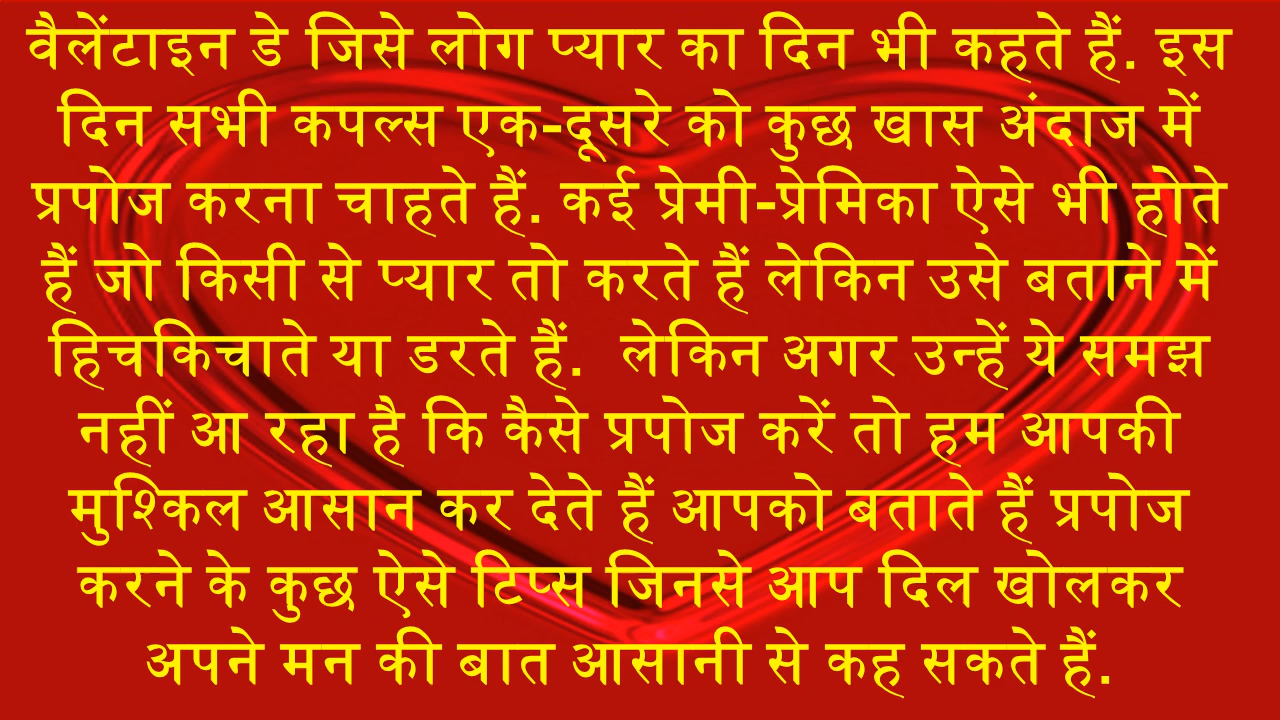 वैलेंटाइन डे जिसे लोग प्यार का दिन भी कहते हैं. इस
दिन सभी कपल्स एक-दूसरे को कुछ खास अंदाज में
प्रपोज करना चाहते हैं. कई प्रेमी-प्रेमिका ऐसे भी होते
हैं जो किसी से प्यार तो करते हैं लेकिन उसे बताने में
हिचकिचाते या डरते हैं.  लेकिन अगर उन्हें ये समझ
नहीं आ रहा है कि कैसे प्रपोज करें तो हम आपकी
मुश्किल आसान कर देते हैं आपको बताते हैं प्रपोज
करने के कुछ ऐसे टिप्स जिनसे आप दिल खोलकर
अपने मन की बात आसानी से कह सकते हैं.